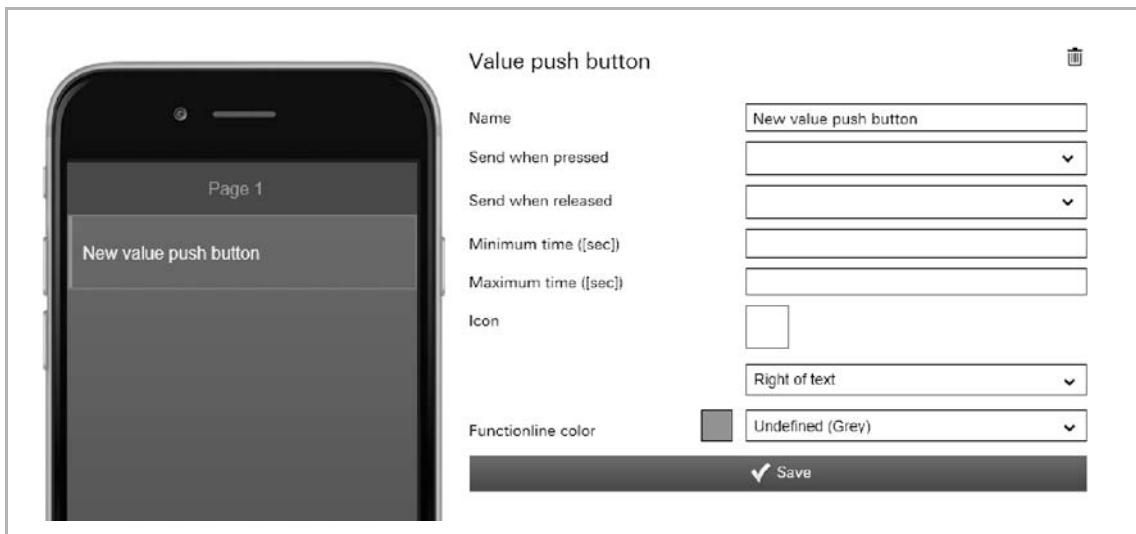 Page 1
New value push button
Value push button
Name
New value push button
Send when pressed
Send when released
Minimum time ([sec])
Maximum time ([sec])
Icon
Right of text
Functionline color
Undefined (Grey)
Save